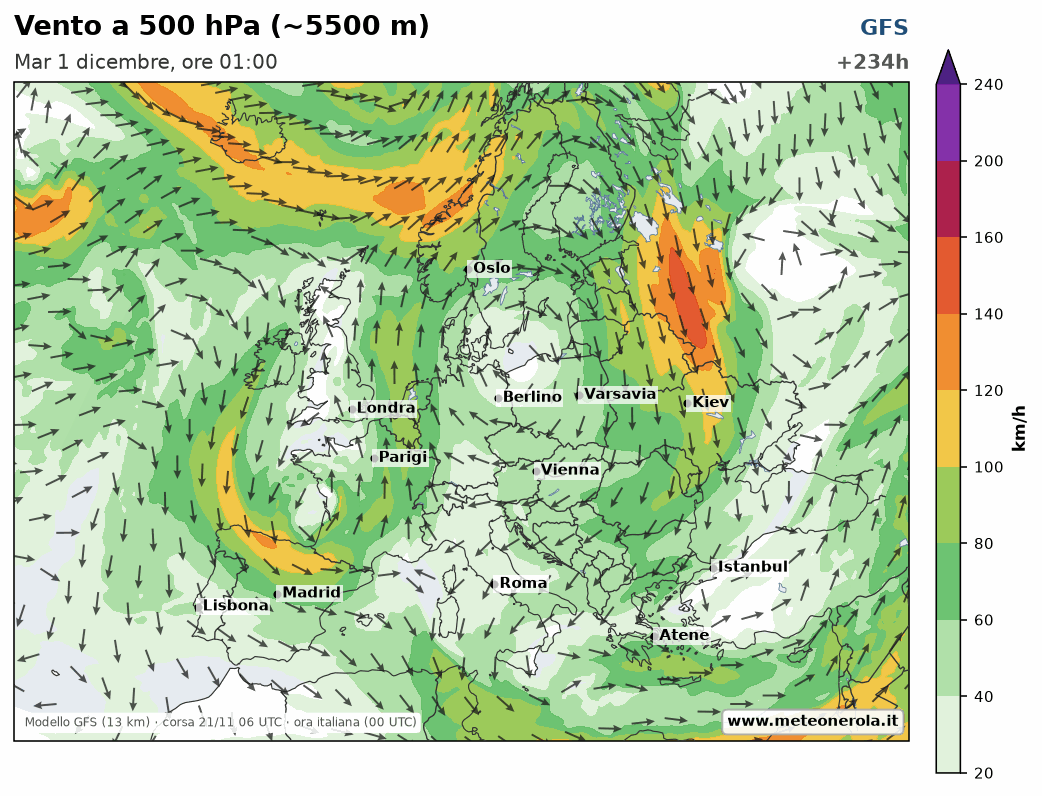 Vento a 500 hPa (~5500 m)
GFS
Mar 1 dicembre, ore 01:00
+234h
Oslo
Berlino
Varsavia
Kiev
Londra
Parigi
Vienna
Istanbul
Roma
Madrid
Lisbona
Atene
Modello GFS (13 km) · corsa 21/11 06 UTC · ora italiana (00 UTC)
www.meteonerola.it
240
200
160
140
120
100
80
60
40
20
km/h